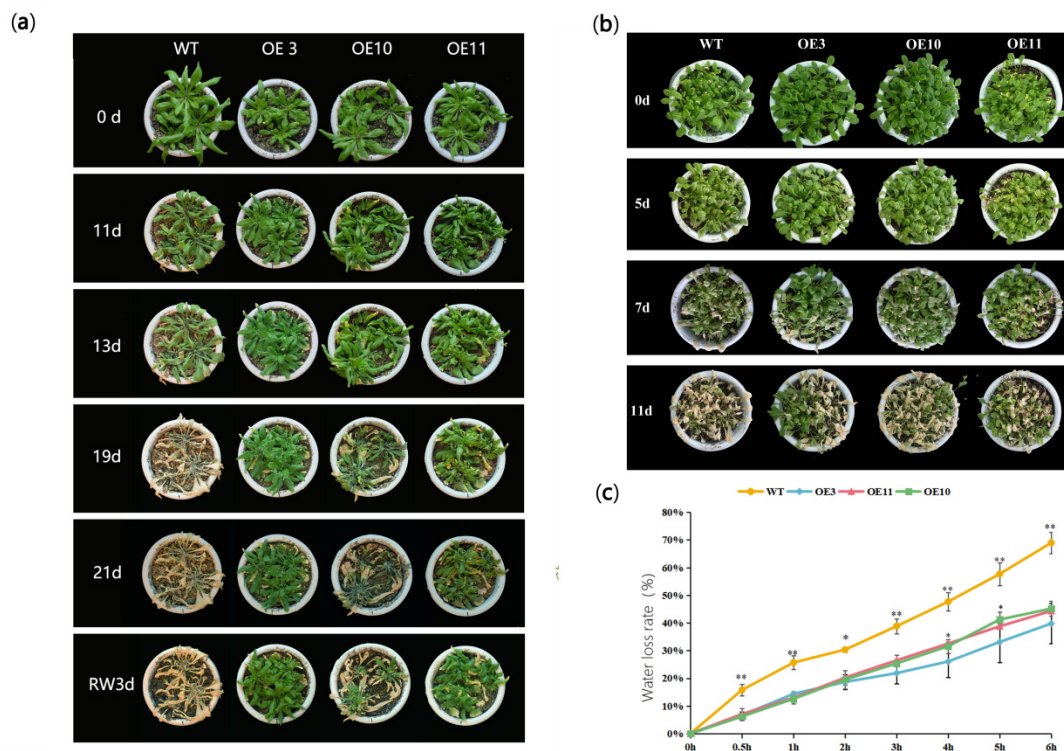 (a)
WT OE 3 OE10 OE11
0 d
11d
13d
19d
21d
RW3d
(b)
WT OE3 OE10 OE11
0d
5d
7d
11d
(c)
WT OE3 OE11 OE10
Water loss rate (%)
80%
70%
60%
50%
40%
30%
20%
10%
0%
** ** * ** ** ** **
* *
0h 0.5h 1h 2h 3h 4h 5h 6h